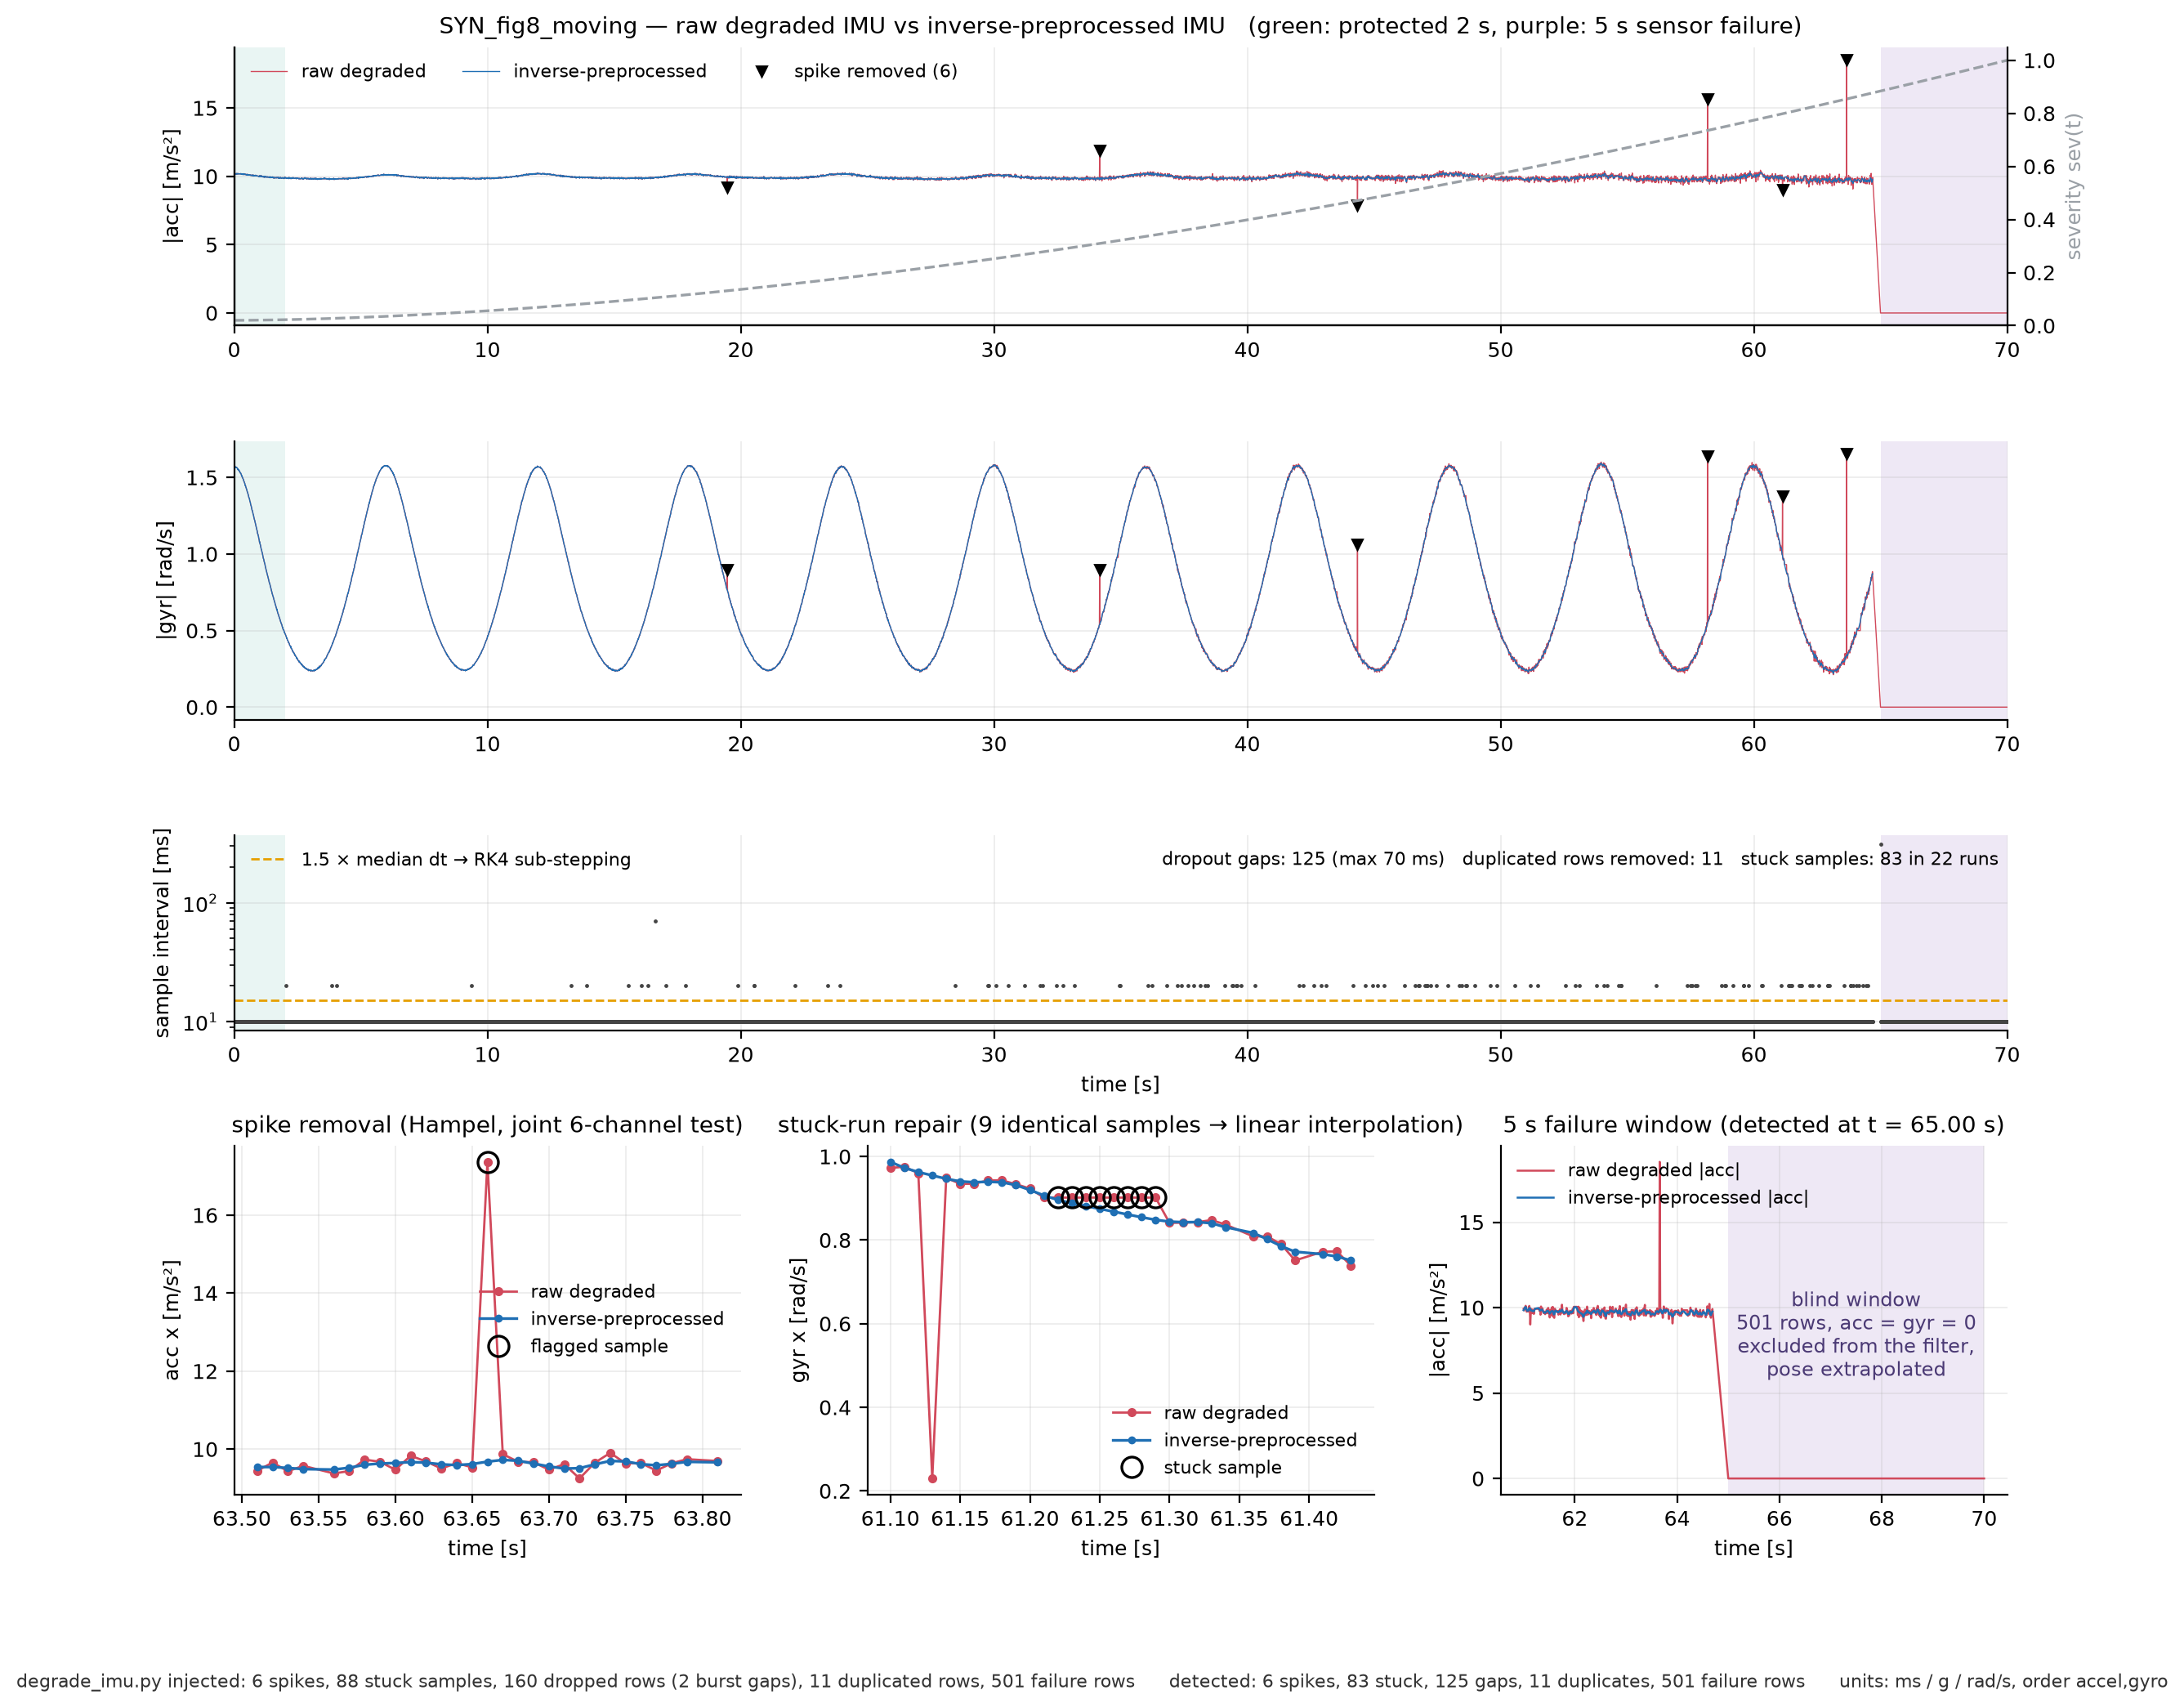 SYN_fig8_moving — raw degraded IMU vs inverse-preprocessed IMU   (green: protected 2 s, purple: 5 s sensor failure)
raw degraded   inverse-preprocessed   spike removed (6)
|acc| [m/s²]
15
10
5
0
1.0
0.8
0.6
0.4
0.2
0.0
severity sev(t)
0 10 20 30 40 50 60 70
|gyr| [rad/s]
1.5
1.0
0.5
0.0
0 10 20 30 40 50 60 70
sample interval [ms]
1.5 × median dt → RK4 sub-stepping
dropout gaps: 125 (max 70 ms)   duplicated rows removed: 11   stuck samples: 83 in 22 runs
10²
10¹
0 10 20 30 40 50 60 70
time [s]
spike removal (Hampel, joint 6-channel test)
acc x [m/s²]
16
14
12
10
raw degraded
inverse-preprocessed
flagged sample
63.50 63.55 63.60 63.65 63.70 63.75 63.80
time [s]
stuck-run repair (9 identical samples → linear interpolation)
gyr x [rad/s]
1.0
0.8
0.6
0.4
0.2
raw degraded
inverse-preprocessed
stuck sample
61.10 61.15 61.20 61.25 61.30 61.35 61.40
time [s]
5 s failure window (detected at t = 65.00 s)
|acc| [m/s²]
15
10
5
0
raw degraded |acc|
inverse-preprocessed |acc|
blind window
501 rows, acc = gyr = 0
excluded from the filter,
pose extrapolated
62 64 66 68 70
time [s]
degrade_imu.py injected: 6 spikes, 88 stuck samples, 160 dropped rows (2 burst gaps), 11 duplicated rows, 501 failure rows   detected: 6 spikes, 83 stuck, 125 gaps, 11 duplicates, 501 failure rows   units: ms / g / rad/s, order accel,gyro